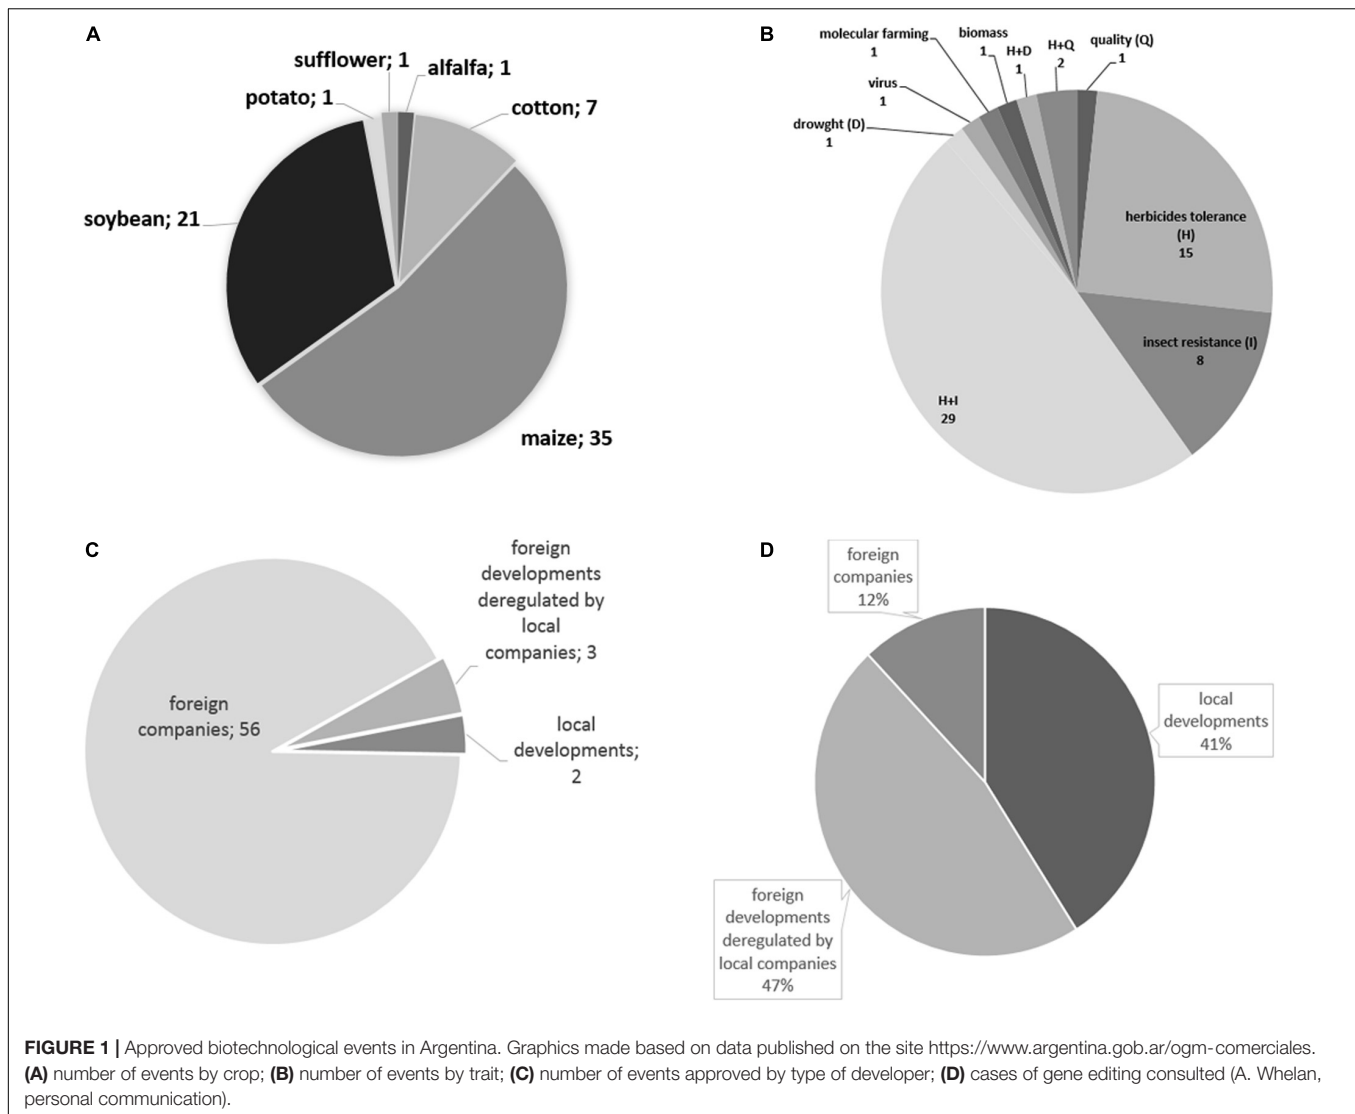 A
sufflower; 1
alfalfa; 1
potato; 1
cotton; 7
soybean; 21
maize; 35
B
molecular farming
1
biomass
1
H+D
1
H+Q
2
quality (Q)
1
virus
1
drowght (D)
1
herbicides tolerance
(H)
15
insect resistance (I)
8
H+I
29
C
foreign
developments
deregulated by
local
companies; 3
foreign
companies; 56
local
developments;
2
D
foreign
companies
12%
local
developments
41%
foreign
developments
deregulated by
local companies
47%
FIGURE 1 | Approved biotechnological events in Argentina. Graphics made based on data published on the site https://www.argentina.gob.ar/ogm-comerciales.
(A) number of events by crop; (B) number of events by trait; (C) number of events approved by type of developer; (D) cases of gene editing consulted (A. Whelan,
personal communication).